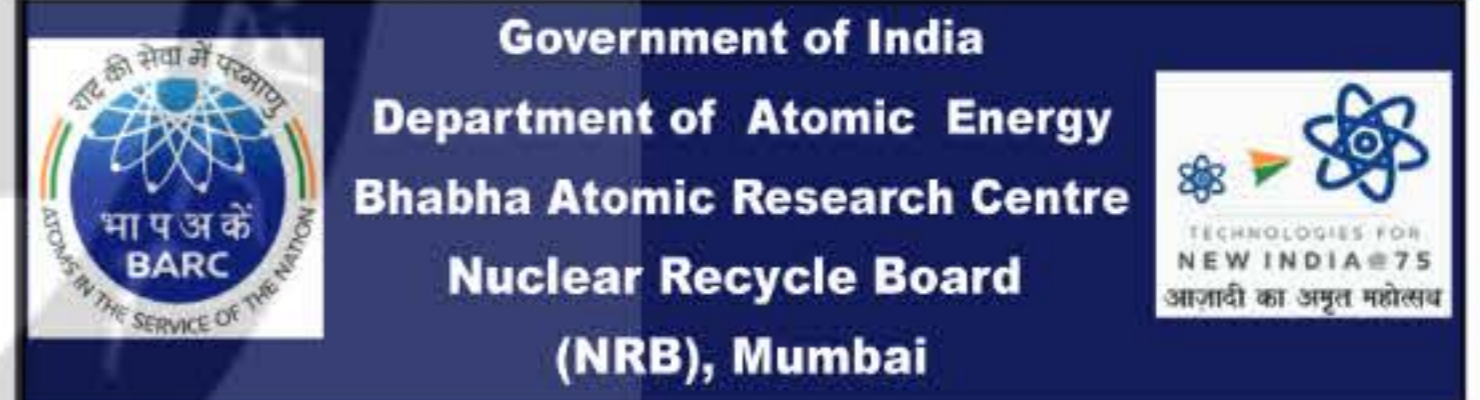 राष्ट्र की सेवा में परमाणु
भा प अ कें
BARC
ATOMS IN THE SERVICE OF THE NATION
Government of India
Department of Atomic Energy
Bhabha Atomic Research Centre
Nuclear Recycle Board
(NRB), Mumbai
TECHNOLOGIES FOR
NEW INDIA@75
आज़ादी का अमृत महोत्सव